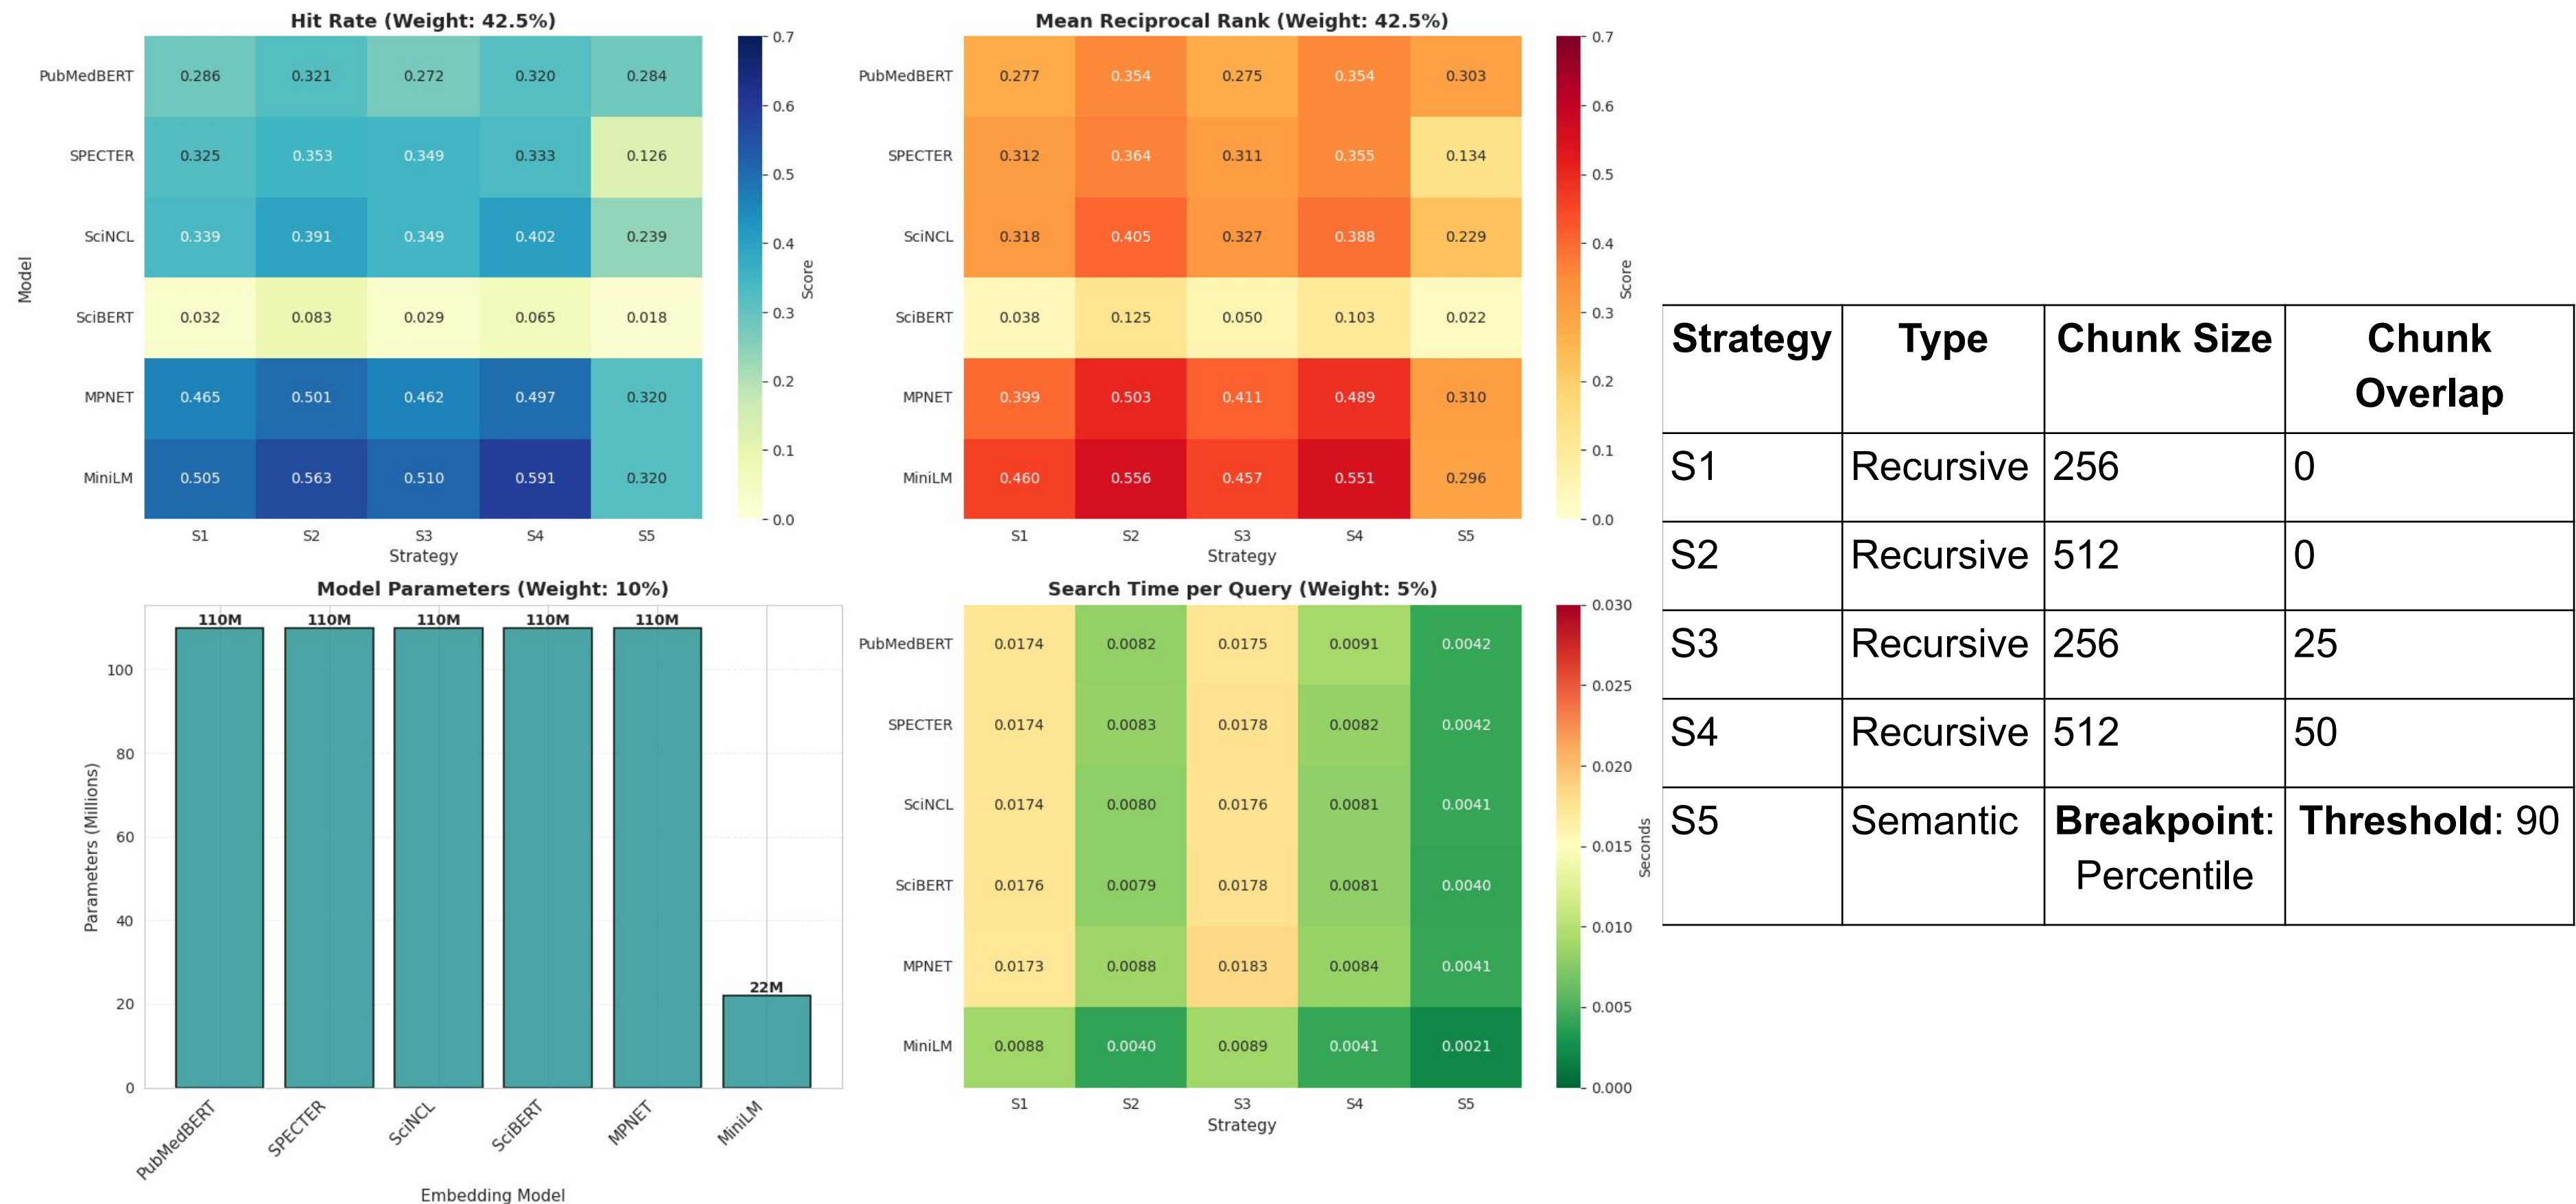 Hit Rate (Weight: 42.5%)
Model
PubMedBERT 0.286 0.321 0.272 0.320 0.284
SPECTER 0.325 0.353 0.349 0.333 0.126
SciNCL 0.339 0.391 0.349 0.402 0.239
SciBERT 0.032 0.083 0.029 0.065 0.018
MPNET 0.465 0.501 0.462 0.497 0.320
MiniLM 0.505 0.563 0.510 0.591 0.320
S1 S2 S3 S4 S5
Strategy
0.7
0.6
0.5
0.4
0.3
0.2
0.1
0.0
Score
Mean Reciprocal Rank (Weight: 42.5%)
PubMedBERT 0.277 0.354 0.275 0.354 0.303
SPECTER 0.312 0.364 0.311 0.355 0.134
SciNCL 0.318 0.405 0.327 0.388 0.229
SciBERT 0.038 0.125 0.050 0.103 0.022
MPNET 0.399 0.503 0.411 0.489 0.310
MiniLM 0.460 0.556 0.457 0.551 0.296
S1 S2 S3 S4 S5
Strategy
0.7
0.6
0.5
0.4
0.3
0.2
0.1
0.0
Score
Model Parameters (Weight: 10%)
Parameters (Millions)
100
80
60
40
20
0
110M 110M 110M 110M 110M 22M
PubMedBERT SPECTER SciNCL SciBERT MPNET MiniLM
Embedding Model
Search Time per Query (Weight: 5%)
PubMedBERT 0.0174 0.0082 0.0175 0.0091 0.0042
SPECTER 0.0174 0.0083 0.0178 0.0082 0.0042
SciNCL 0.0174 0.0080 0.0176 0.0081 0.0041
SciBERT 0.0176 0.0079 0.0178 0.0081 0.0040
MPNET 0.0173 0.0088 0.0183 0.0084 0.0041
MiniLM 0.0088 0.0040 0.0089 0.0041 0.0021
S1 S2 S3 S4 S5
Strategy
0.030
0.025
0.020
0.015
0.010
0.005
0.000
Seconds
Strategy Type Chunk Size Chunk
Overlap
S1 Recursive 256 0
S2 Recursive 512 0
S3 Recursive 256 25
S4 Recursive 512 50
S5 Semantic Breakpoint: Threshold: 90
Percentile